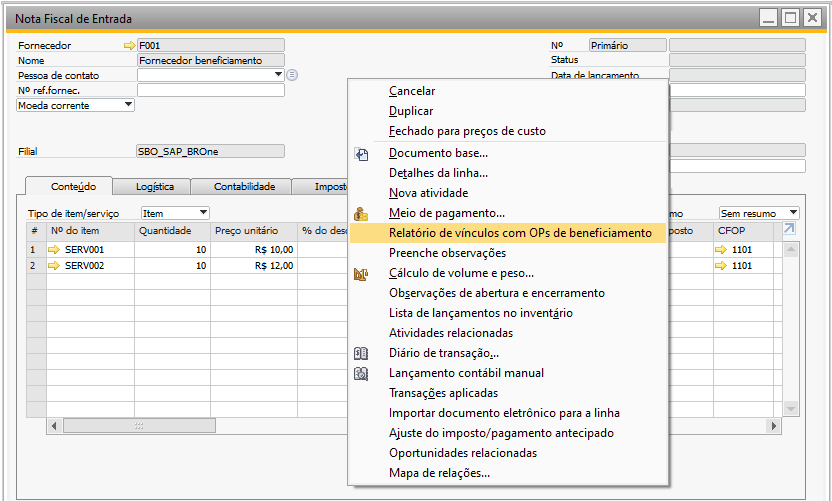 Nota Fiscal de Entrada
Fornecedor F001 Nº Primário
Nome Fornecedor beneficiamento Status
Pessoa de contato Data de lançamento
Nº ref.fornec.
Moeda corrente
Filial SBO_SAP_BROne
Conteúdo Logística Contabilidade
Tipo de item/serviço Item Sem resumo
# Nº do item Quantidade Preço unitário % do CFOP
1 SERV001 10 R$ 10,00 1101
2 SERV002 10 R$ 12,00 1101
Cancelar
Duplicar
Fechado para preços de custo
Documento base...
Detalhes da linha...
Nova atividade
Meio de pagamento...
Relatório de vínculos com OPs de beneficiamento
Preenche observações
Cálculo de volume e peso...
Observações de abertura e encerramento
Lista de lançamentos no inventário
Atividades relacionadas
Diário de transação...
Lançamento contábil manual
Transações aplicadas
Importar documento eletrônico para a linha
Ajuste do imposto/pagamento antecipado
Oportunidades relacionadas
Mapa de relações...